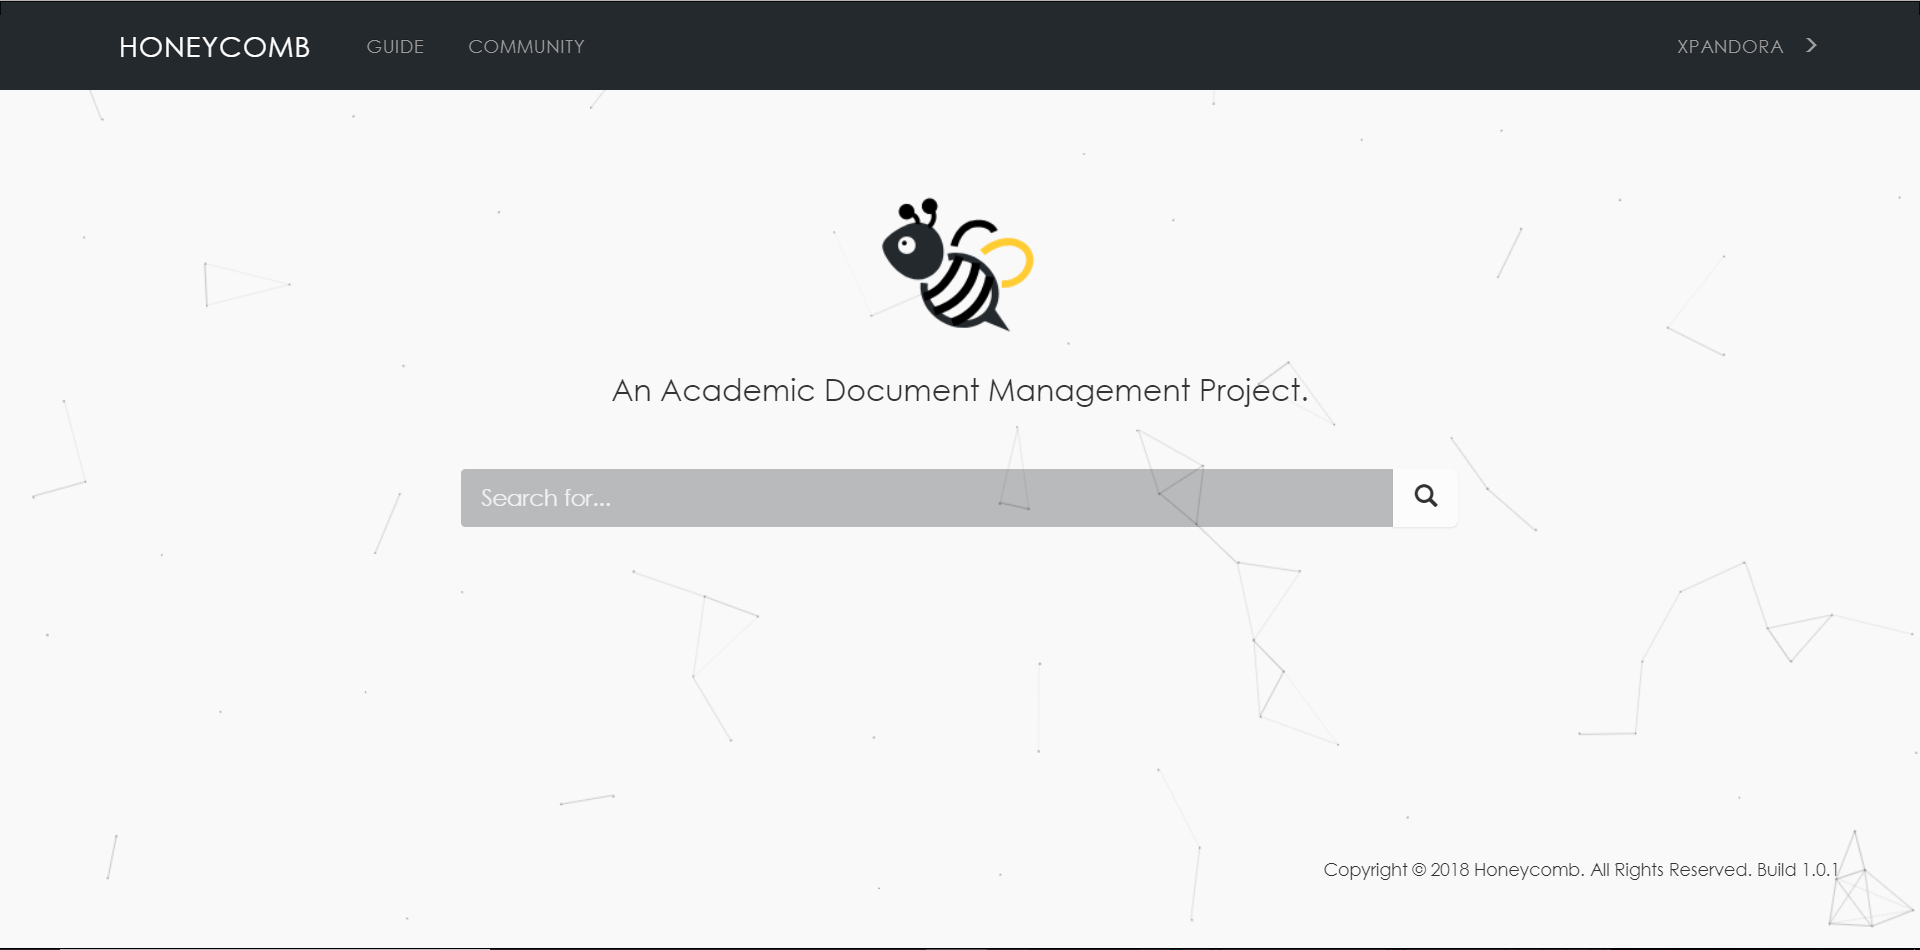 HONEYCOMB GUIDE COMMUNITY XPANDORA
An Academic Document Management Project.
Search for...
Copyright © 2018 Honeycomb. All Rights Reserved. Build 1.0.1